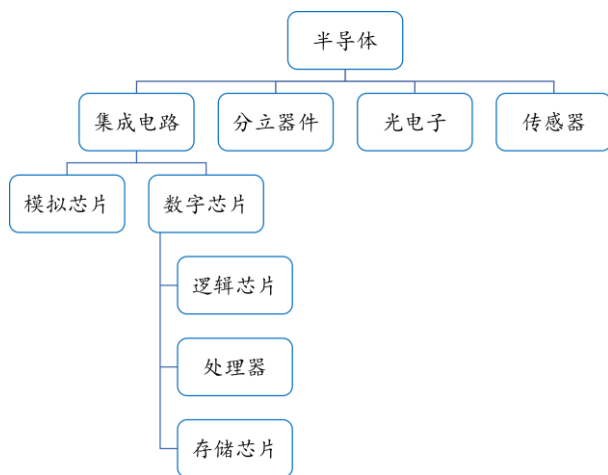 半导体
集成电路
分立器件
光电子
传感器
模拟芯片
数字芯片
逻辑芯片
处理器
存储芯片